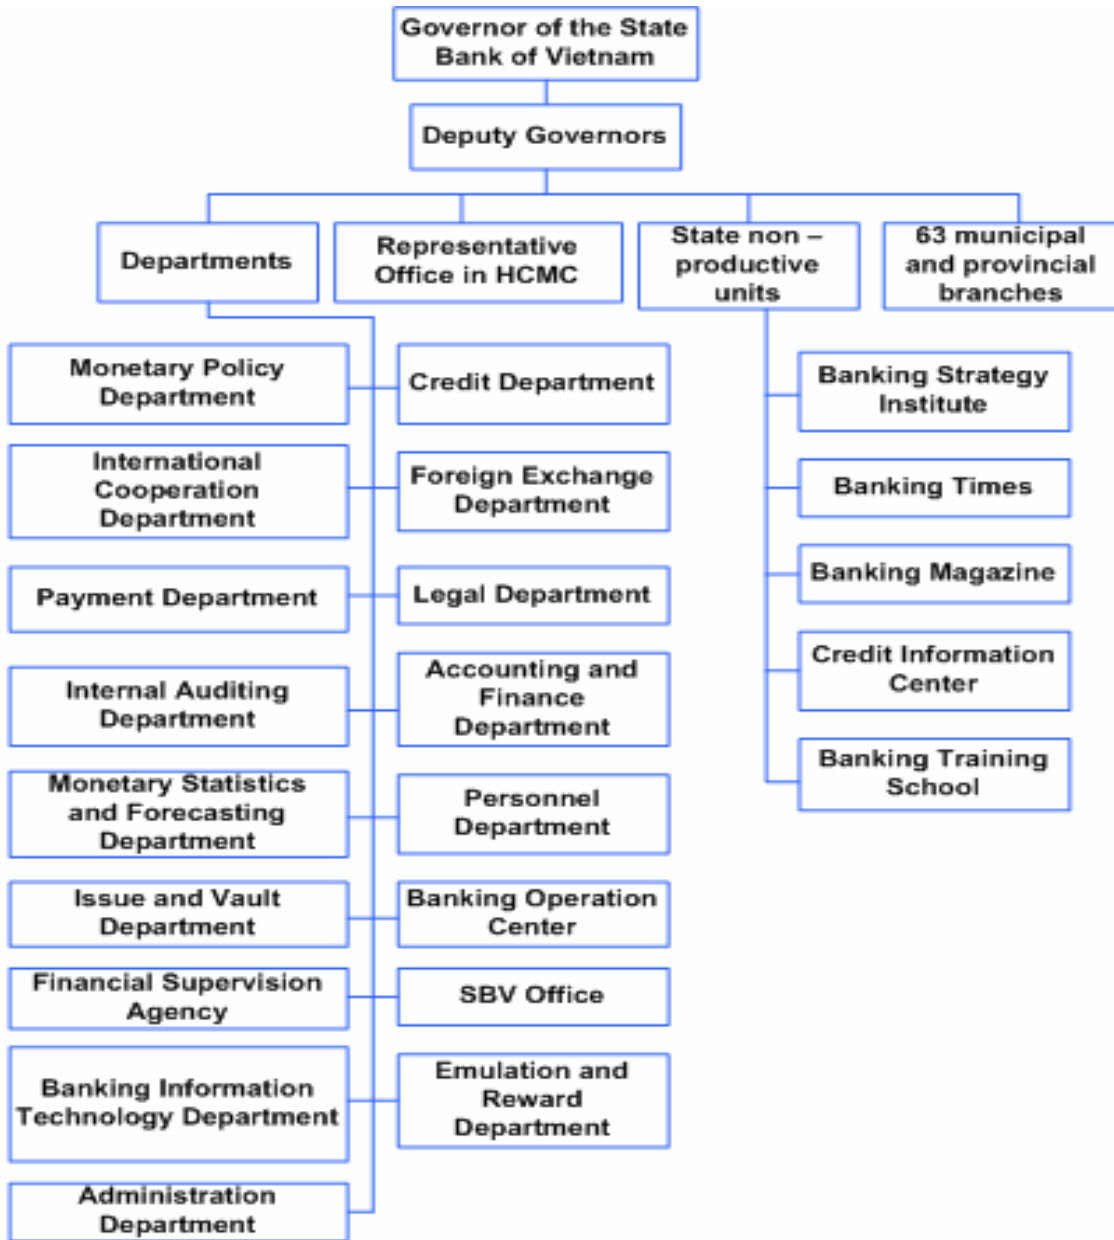 Governor of the State
Bank of Vietnam
Deputy Governors
Departments
Representative
Office in HCMC
State non –
productive
units
63 municipal
and provincial
branches
Monetary Policy
Department
Credit Department
International
Cooperation
Department
Foreign Exchange
Department
Payment Department
Legal Department
Internal Auditing
Department
Accounting and
Finance
Department
Monetary Statistics
and Forecasting
Department
Personnel
Department
Issue and Vault
Department
Banking Operation
Center
Financial Supervision
Agency
SBV Office
Banking Information
Technology Department
Emulation and
Reward
Department
Administration
Department
Banking Strategy
Institute
Banking Times
Banking Magazine
Credit Information
Center
Banking Training
School